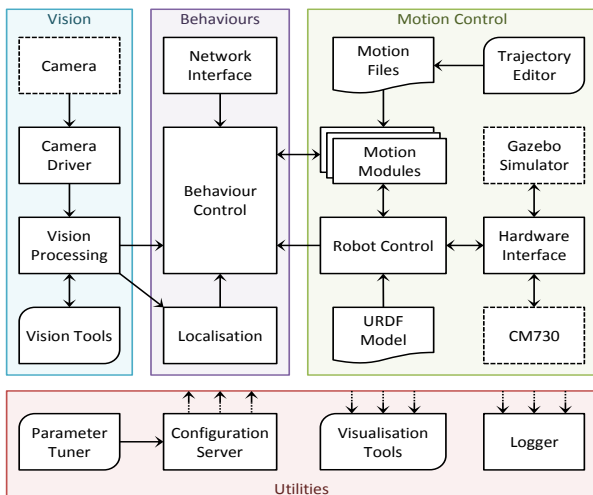 Vision
Behaviours
Motion Control
Camera
Network
Interface
Motion
Files
Trajectory
Editor
Camera
Driver
Behaviour
Control
Motion
Modules
Gazebo
Simulator
Vision
Processing
Robot Control
Hardware
Interface
Vision Tools
Localisation
URDF
Model
CM730
Parameter
Tuner
Configuration
Server
Visualisation
Tools
Logger
Utilities